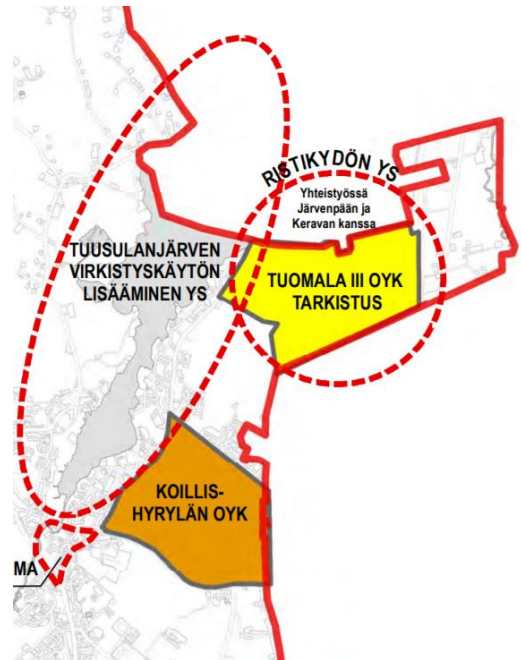 RISTIKYDÖN YS
Yhteistyössä
Järvenpään ja
Keravan kanssa
TUUSULANJÄRVEN
VIRKISTYSKÄYTÖN
LISÄÄMINEN YS
TUOMALA III OYK
TARKISTUS
KOILLIS-
HYRYLÄN OYK
MA